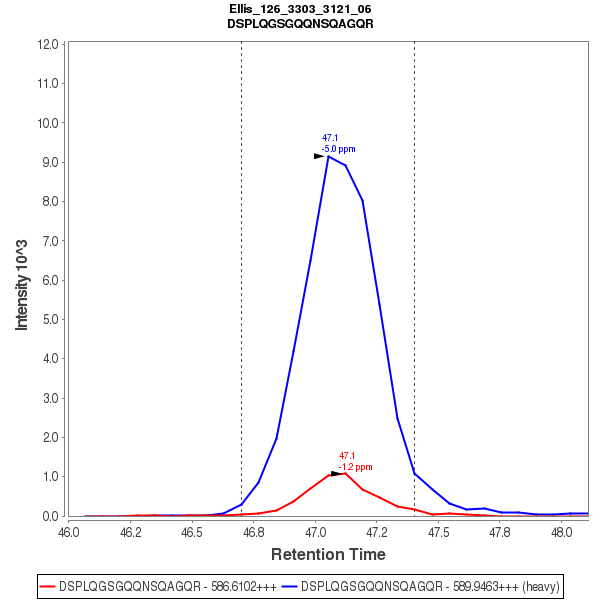 Ellis_126_3303_3121_06
DSPLQGSGQQNSQAGQR
12.0
11.0
10.0
9.0
8.0
7.0
6.0
5.0
4.0
3.0
2.0
1.0
0.0
Intensity 10^3
47.1
-5.0 ppm
47.1
-1.2 ppm
46.0 46.2 46.5 46.8 47.0 47.2 47.5 47.8 48.0
Retention Time
DSPLQGSGQQNSQAGQR - 586.6102+++ DSPLQGSGQQNSQAGQR - 589.9463+++ (heavy)